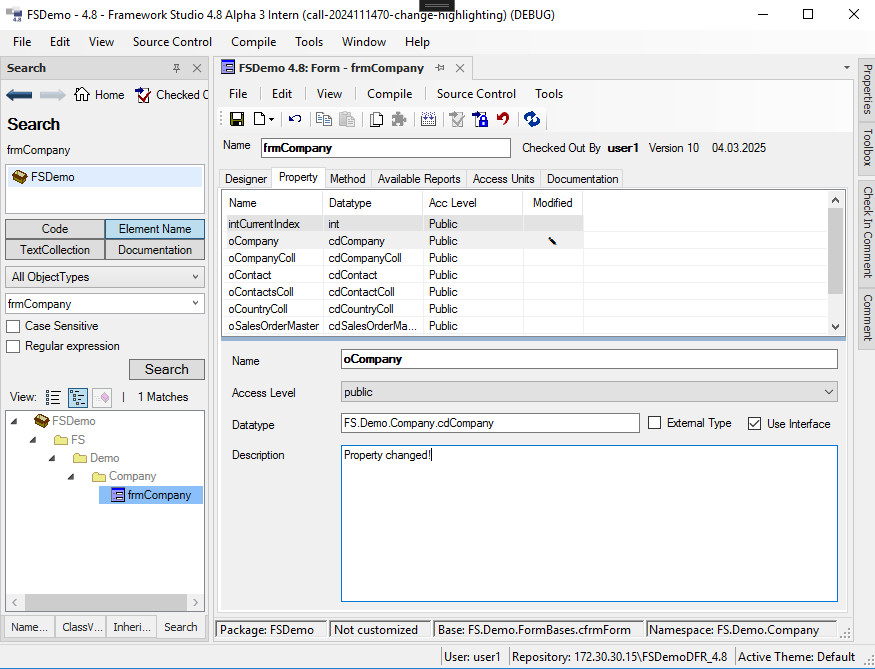 FSDemo - 4.8 - Framework Studio 4.8 Alpha 3 Intern (call-2024111470-change-highlighting) (DEBUG)
File Edit View Source Control Compile Tools Window Help
Search
Home Checked C
Search
frmCompany
FSDemo
Code Element Name
TextCollection Documentation
All ObjectTypes
frmCompany
Case Sensitive
Regular expression
Search
View: | 1 Matches
FSDemo
FS
Demo
Company
frmCompany
Name... ClassV... Inheri... Search
FSDemo 4.8: Form - frmCompany
File Edit View Compile Source Control Tools
Name frmCompany Checked Out By user1 Version 10 04.03.2025
Designer Property Method Available Reports Access Units Documentation
Name Datatype Acc Level Modified
intCurrentIndex int Public
oCompany cdCompany Public
oCompanyColl cdCompanyColl Public
oContact cdContact Public
oContactsColl cdContactColl Public
oCountryColl cdCountryColl Public
oSalesOrderMaster cdSalesOrderMa... Public
Name oCompany
Access Level public
Datatype FS.Demo.Company.cdCompany External Type Use Interface
Description Property changed!
Package: FSDemo Not customized Base: FS.Demo.FormBases.cfrmForm Namespace: FS.Demo.Company
Properties
Toolbox
Check In Comment
Comment
User: user1 Repository: 172.30.30.15\FSDemoDFR_4.8 Active Theme: Default